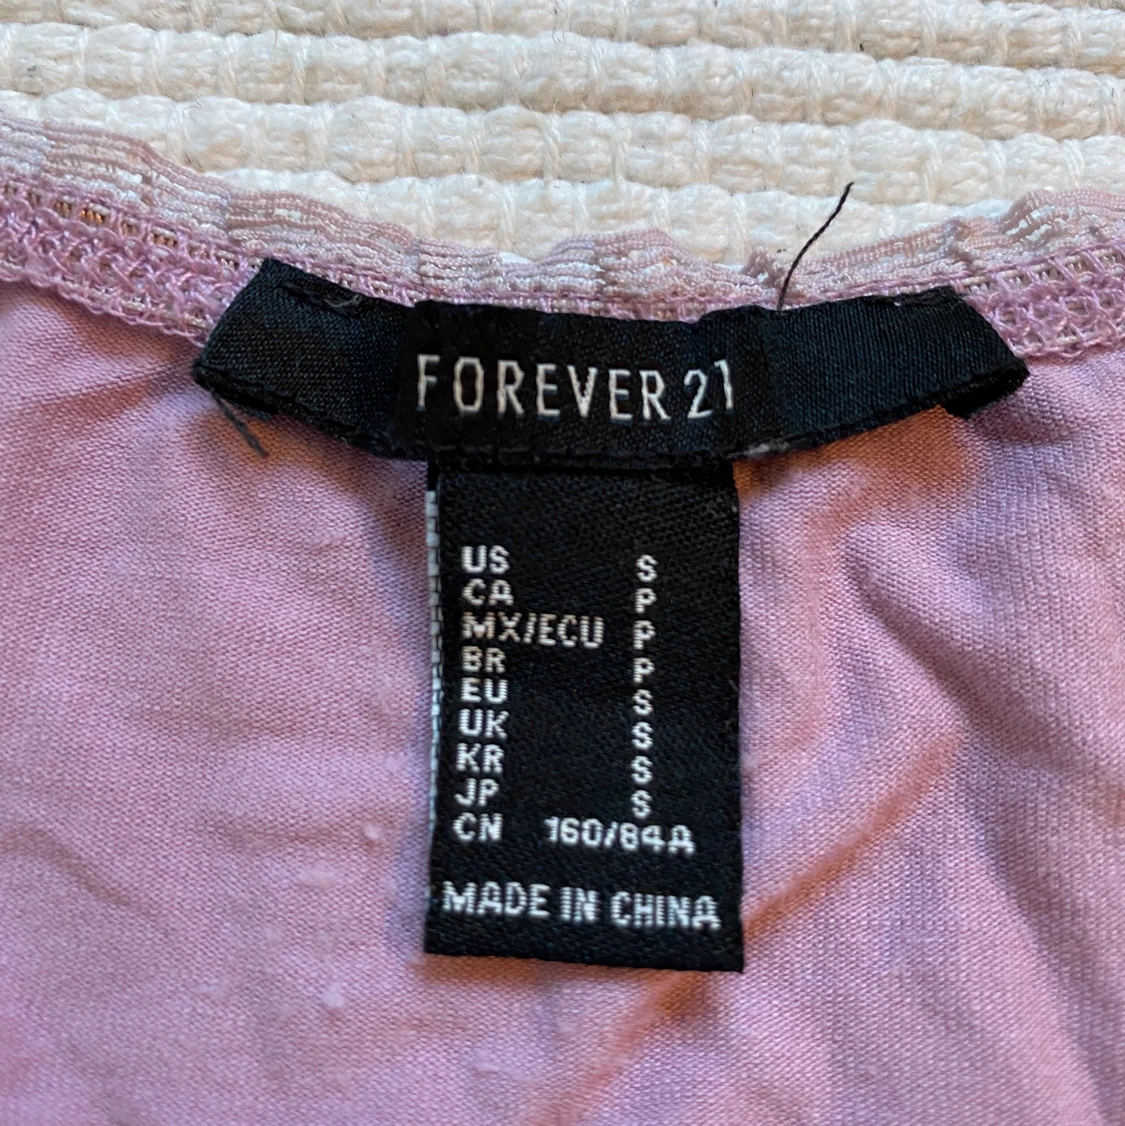 FOREVER 21
US S
CA P
MX/ECU P
BR P
EU S
UK S
KR S
JP S
CN 160/84A
MADE IN CHINA